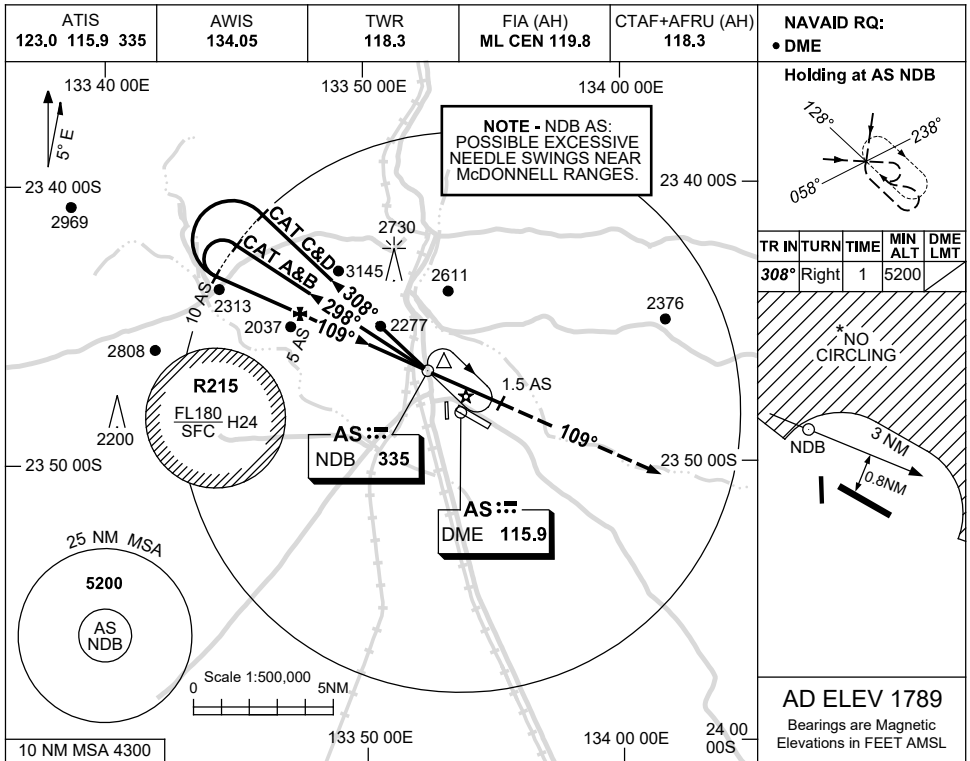 ATIS
123.0 115.9 335
AWIS
134.05
TWR
118.3
FIA (AH)
ML CEN 119.8
CTAF+AFRU (AH)
118.3
NAVAID RQ:
• DME
133 40 00E
133 50 00E
134 00 00E
5° E
NOTE - NDB AS:
POSSIBLE EXCESSIVE
NEEDLE SWINGS NEAR
McDONNELL RANGES.
23 40 00S
23 40 00S
2969
CAT C&D
CAT A&B
2730
3145
2611
308°
298°
109°
2313
10 AS
2037
5 AS
2277
2376
2808
R215
FL180
SFC
H24
2200
1.5 AS
109°
23 50 00S
23 50 00S
AS
NDB 335
AS
DME 115.9
25 NM MSA
5200
AS
NDB
Scale 1:500,000
0
5NM
133 50 00E
134 00 00E
24 00
00S
10 NM MSA 4300
Holding at AS NDB
128°
238°
058°
TR IN
TURN
TIME
MIN
ALT
DME
LMT
308°
Right
1
5200
*NO
CIRCLING
NDB
3 NM
0.8NM
AD ELEV 1789
Bearings are Magnetic
Elevations in FEET AMSL